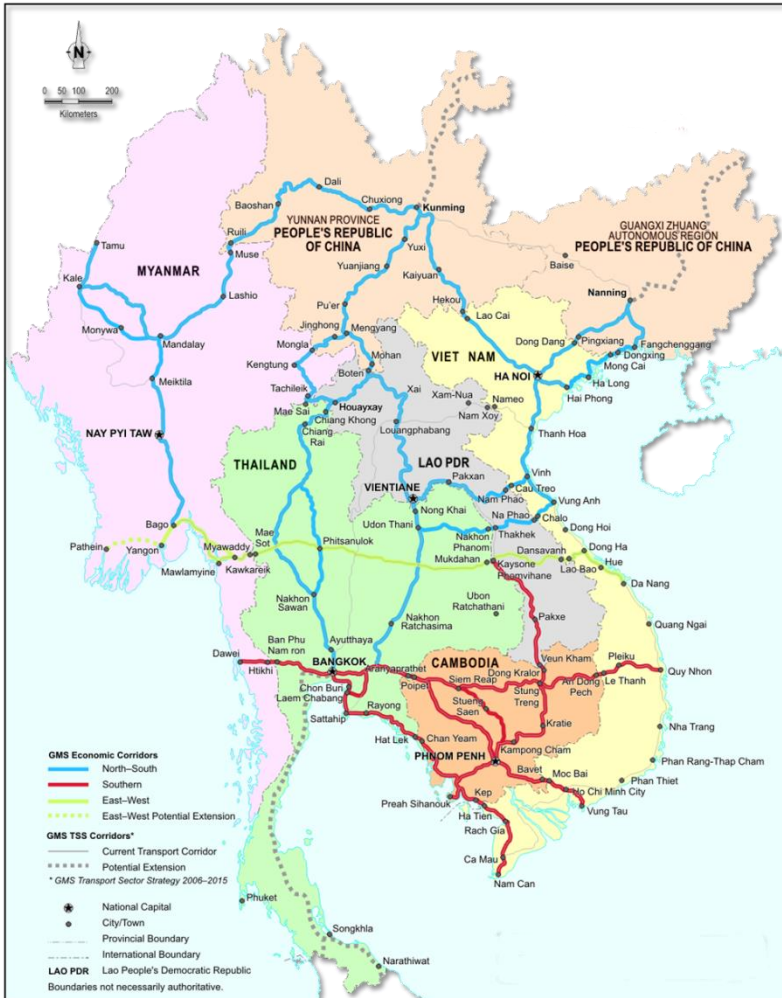 N
0 50 100 200
Kilometers
Dali
Baoshan
Chuxiong
Kunming
YUNNAN PROVINCE
PEOPLE'S REPUBLIC
OF CHINA
GUANGXI ZHUANG
AUTONOMOUS REGION
PEOPLE'S REPUBLIC OF CHINA
Ruili
Muse
Yuxi
Tamu
Yuanjiang
Kaiyuan
Baise
MYANMAR
Kale
Lashio
Pu'er
Hekou
Lao Cai
Nanning
Monywa
Mandalay
Jinghong
Mengyang
Mongla
VIET NAM
Dong Dang
Pingxiang
Fangchenggang
Dongxing
Mong Cai
Kengtung
Mohan
Boten
Meiktila
HA NOI
Ha Long
Hai Phong
Tachileik
Xai
Xam-Nua
Nameo
Nam Xoy
Mae Sai
Houayxay
Chiang Khong
Chiang
Rai
Louangphabang
NAY PYI TAW
Thanh Hoa
THAILAND
LAO PDR
Pakxan
Vinh
VIENTIANE
Cau Treo
Nam Phao
Nong Khai
Vung Anh
Na Phao
Chalo
Bago
Udon Thani
Mae
Sot
Phitsanulok
Nakhon
Phanom
Thakhek
Dong Hoi
Pathein
Yangon
Myawaddy
Kawkareik
Mawlamyine
Mukdahan
Dansavanh
Dong Ha
Kaysone
Phomvihane
Lao-Bao
Hue
Da Nang
Nakhon
Sawan
Ubon
Ratchathani
Pakxe
Quang Ngai
Nakhon
Ratchasima
Ban Phu
Nam ron
Ayutthaya
Dawei
Htikhi
BANGKOK
Aranyaprathet
CAMBODIA
Veun Kham
Dong Kralor
Pleiku
Chon Buri
Laem Chabang
Poipet
Siem Reap
Stung
Treng
Pech
Le Thanh
Quy Nhon
Stueng
Saen
Sattahip
Rayong
Kratie
Nha Trang
Hat Lek
Chan Yeam
Kampong Cham
PHNOM PENH
Bavet
Moc Bai
Phan Rang-Thap Cham
Phan Thiet
Ho Chi Minh City
Kep
Preah Sihanouk
Ha Tien
Rach Gia
Vung Tau
Ca Mau
Nam Can
Phuket
Songkhla
Narathiwat
GMS Economic Corridors
North–South
Southern
East–West
East–West Potential Extension
GMS TSS Corridors*
Current Transport Corridor
Potential Extension
* GMS Transport Sector Strategy 2006–2015
National Capital
City/Town
Provincial Boundary
International Boundary
LAO PDR Lao People's Democratic Republic
Boundaries not necessarily authoritative.